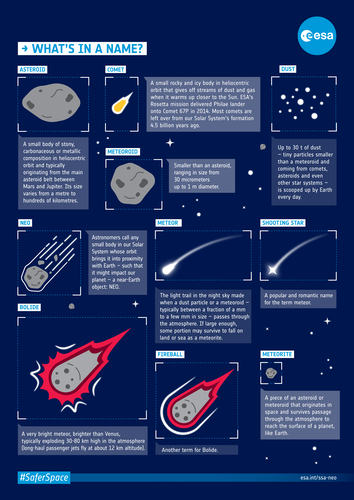 esa
→ WHAT'S IN A NAME?
ASTEROID
A small body of stony,
carbonaceous or metallic
composition in heliocentric
orbit and typically
originating from the main
asteroid belt between
Mars and Jupiter. Its size
varies from a metre to
hundreds of kilometres.
COMET
A small rocky and icy body in heliocentric
orbit that gives off streams of dust and gas
when it warms up closer to the Sun. ESA's
Rosetta mission delivered Philae lander
onto Comet 67P in 2014. Most comets are
left over from our Solar System's formation
4.5 billion years ago.
DUST
Up to 30 t of dust
– tiny particles smaller
than a meteoroid and
coming from comets,
asteroids and even
other star systems –
is scooped up by Earth
every day.
METEOROID
Smaller than an asteroid,
ranging in size from
30 micrometers
up to 1 m diameter.
NEO
Astronomers call any
small body in our Solar
System whose orbit
brings it into proximity
with Earth – such that
it might impact our
planet – a near-Earth
object: NEO.
METEOR
The light trail in the night sky made
when a dust particle or a meteoroid –
typically between a fraction of a mm
to a few mm in size – passes through
the atmosphere. If large enough,
some portion may survive to fall on
land or sea as a meteorite.
SHOOTING STAR
A popular and romantic name
for the term meteor.
BOLIDE
A very bright meteor, brighter than Venus,
typically exploding 30-80 km high in the atmosphere
(long-haul passenger jets fly at about 12 km altitude).
FIREBALL
Another term for Bolide.
METEORITE
A piece of an asteroid or
meteoroid that originates in
space and survives passage
through the atmosphere to
reach the surface of a planet,
like Earth.
#SaferSpace
esa.int/ssa-neo